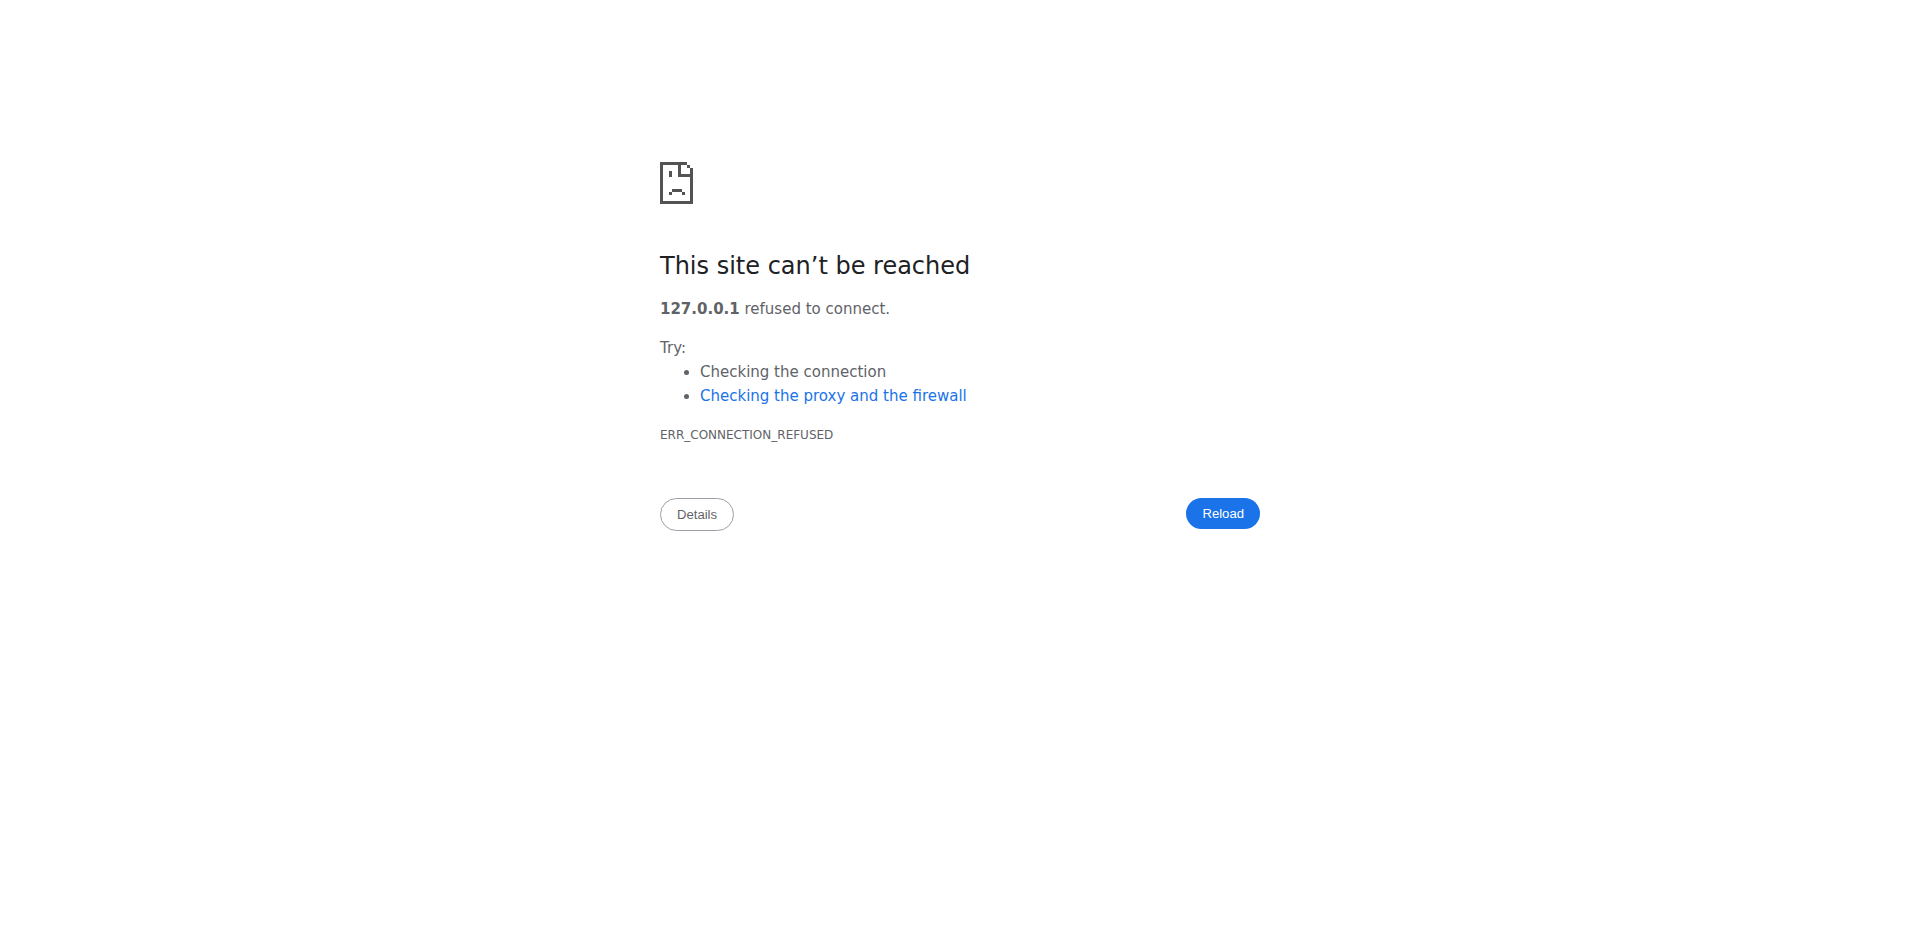 This site can’t be reached
127.0.0.1 refused to connect.
Try:
Checking the connection
Checking the proxy and the firewall
ERR_CONNECTION_REFUSED
Details
Reload